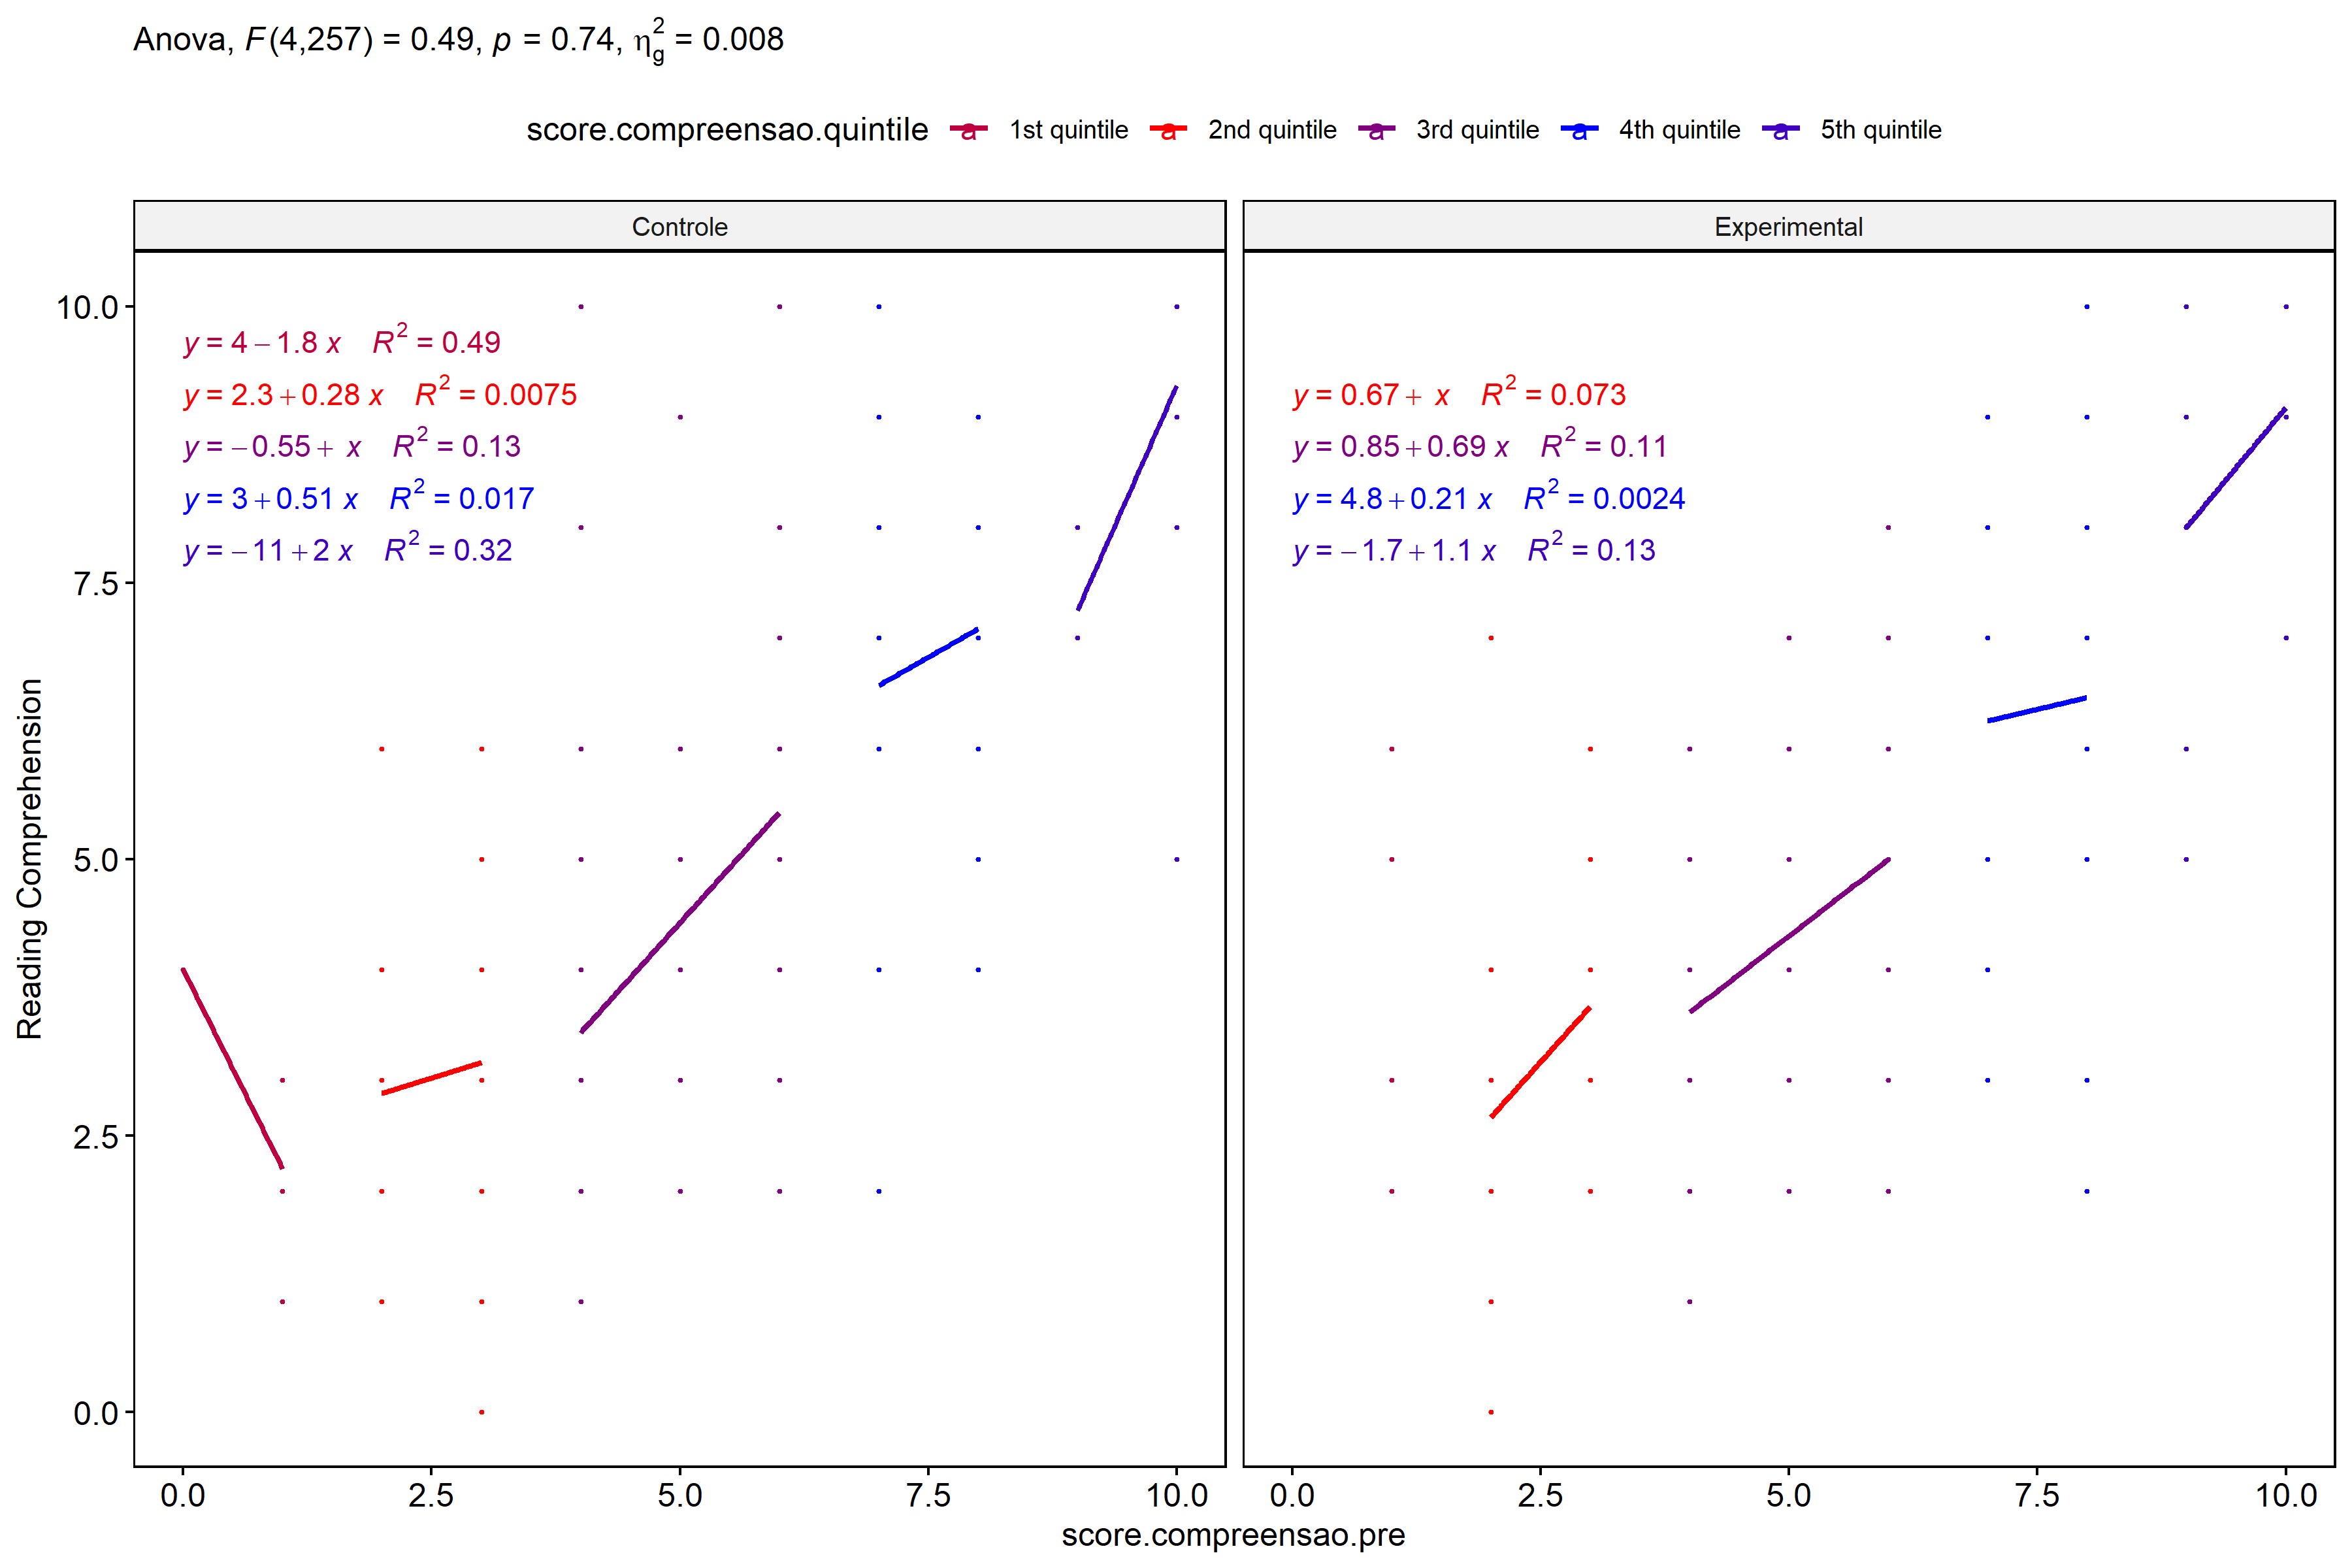 Anova, F(4,257) = 0.49, p = 0.74, η²g = 0.008
score.compreensao.quintile a 1st quintile a 2nd quintile a 3rd quintile a 4th quintile a 5th quintile
Controle
Experimental
Reading Comprehension
10.0
7.5
5.0
2.5
0.0
y = 4 − 1.8 x R² = 0.49
y = 2.3 + 0.28 x R² = 0.0075
y = −0.55 + x R² = 0.13
y = 3 + 0.51 x R² = 0.017
y = −11 + 2 x R² = 0.32
y = 0.67 + x R² = 0.073
y = 0.85 + 0.69 x R² = 0.11
y = 4.8 + 0.21 x R² = 0.0024
y = −1.7 + 1.1 x R² = 0.13
0.0 2.5 5.0 7.5 10.0
0.0 2.5 5.0 7.5 10.0
score.compreensao.pre